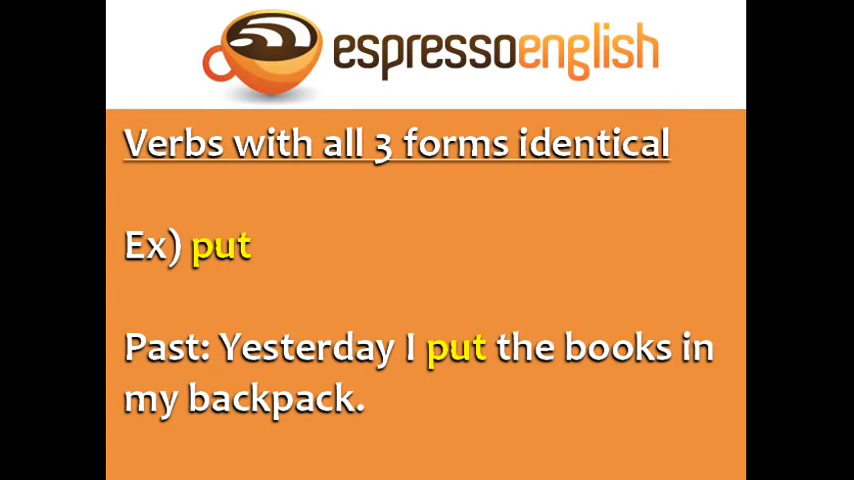 espressoenglish
Verbs with all 3 forms identical
Ex) put
Past: Yesterday I put the books in
my backpack.